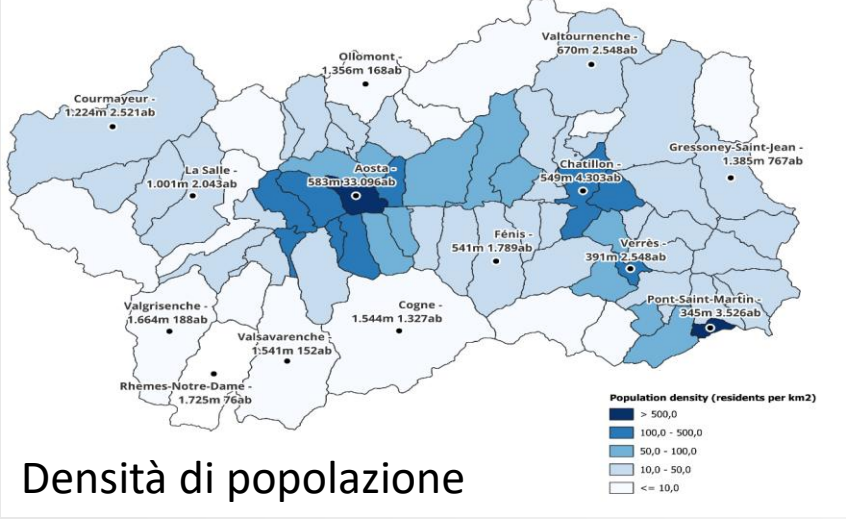 Valtournenche -
670m 2.548ab
Ollomont -
1.356m 168ab
Courmayeur -
1.224m 2.521ab
Gressoney-Saint-Jean -
1.385m 767ab
La Salle -
1.001m 2.043ab
Aosta -
583m 33.096ab
Chatillon -
549m 4.303ab
Fénis -
541m 1.789ab
Verrès -
391m 2.548ab
Valgrisenche -
1.664m 188ab
Cogne -
1.544m 1.327ab
Pont-Saint-Martin -
345m 3.526ab
Valsavarenche -
1.541m 152ab
Rhemes-Notre-Dame -
1.725m 76ab
Population density (residents per km2)
> 500,0
100,0 - 500,0
50,0 - 100,0
10,0 - 50,0
<= 10,0
Densità di popolazione